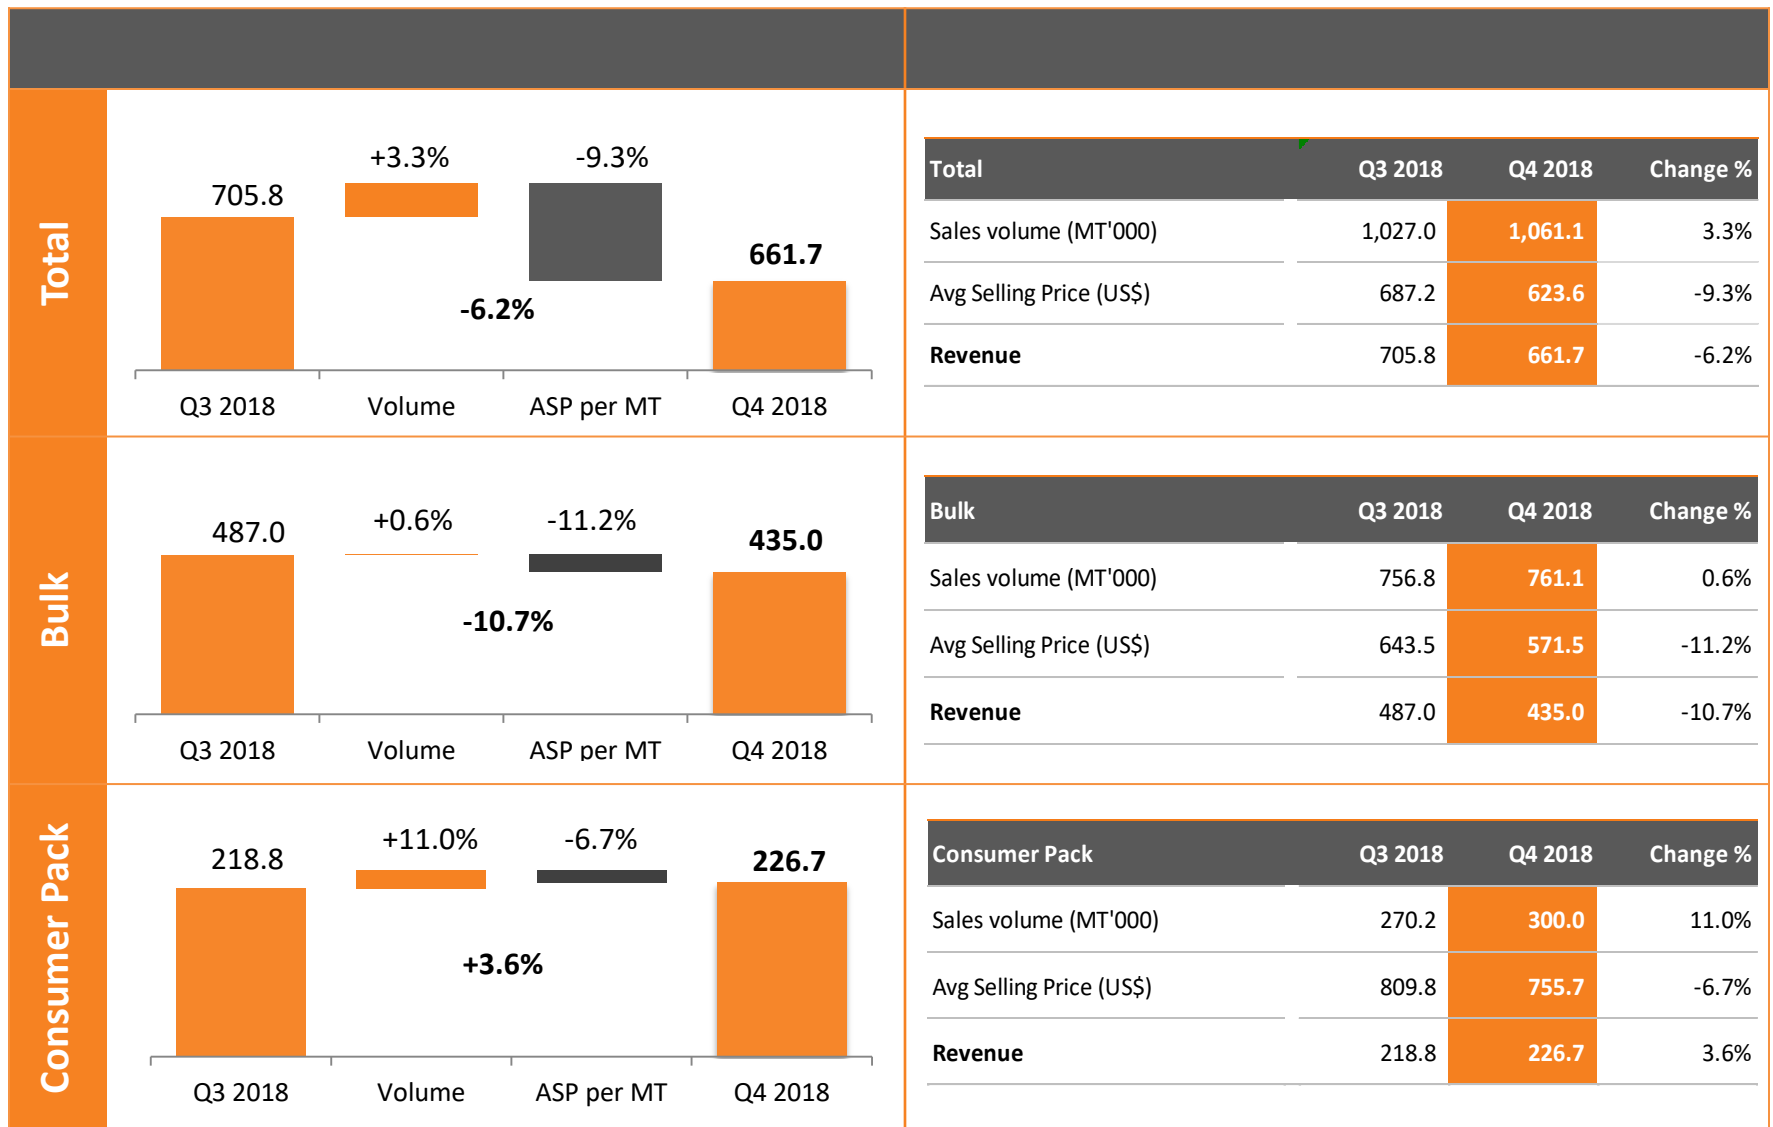 Total
+3.3% -9.3%
705.8
661.7
-6.2%
Q3 2018 Volume ASP per MT Q4 2018
Total Q3 2018 Q4 2018 Change %
Sales volume (MT'000) 1,027.0 1,061.1 3.3%
Avg Selling Price (US$) 687.2 623.6 -9.3%
Revenue 705.8 661.7 -6.2%
Bulk
487.0 +0.6% -11.2% 435.0
-10.7%
Q3 2018 Volume ASP per MT Q4 2018
Bulk Q3 2018 Q4 2018 Change %
Sales volume (MT'000) 756.8 761.1 0.6%
Avg Selling Price (US$) 643.5 571.5 -11.2%
Revenue 487.0 435.0 -10.7%
Consumer Pack
218.8 +11.0% -6.7% 226.7
+3.6%
Q3 2018 Volume ASP per MT Q4 2018
Consumer Pack Q3 2018 Q4 2018 Change %
Sales volume (MT'000) 270.2 300.0 11.0%
Avg Selling Price (US$) 809.8 755.7 -6.7%
Revenue 218.8 226.7 3.6%